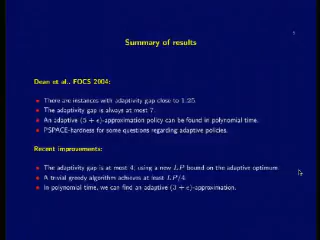 Summary of results
Dean et al., FOCS 2004:
There are instances with adaptivity gap close to 1.25.
The adaptivity gap is always at most 7.
An adaptive (5 + ϵ)-approximation policy can be found in polynomial time.
PSPACE-hardness for some questions regarding adaptive policies.
Recent improvements:
The adaptivity gap is at most 4, using a new LP bound on the adaptive optimum.
A trivial greedy algorithm achieves at least LP/4.
In polynomial time, we can find an adaptive (3 + ϵ)-approximation.